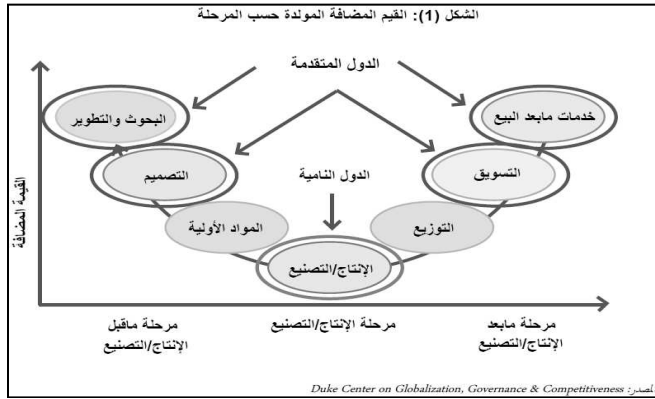 الشكل (1): القيم المضافة المولدة حسب المرحلة
الدول المتقدمة
البحوث والتطوير
خدمات مابعد البيع
التصميم
الدول النامية
التسويق
المواد الأولية
التوزيع
الإنتاج/التصنيع
القيمة المضافة
مرحلة ماقبل
الإنتاج/التصنيع
مرحلة الإنتاج/التصنيع
مرحلة مابعد
الإنتاج/التصنيع
المصدر: Duke Center on Globalization, Governance & Competitiveness